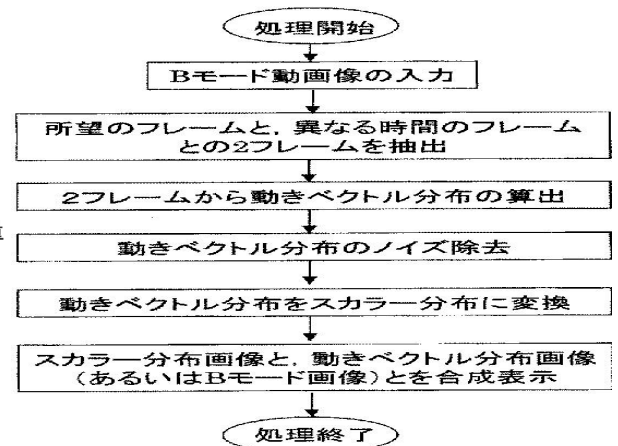 処理開始
Bモード動画像の入力
所望のフレームと，異なる時間のフレーム
との2フレームを抽出
2フレームから動きベクトル分布の算出
動きベクトル分布のノイズ除去
動きベクトル分布をスカラー分布に変換
スカラー分布画像と，動きベクトル分布画像
(あるいはBモード画像)とを合成表示
処理終了